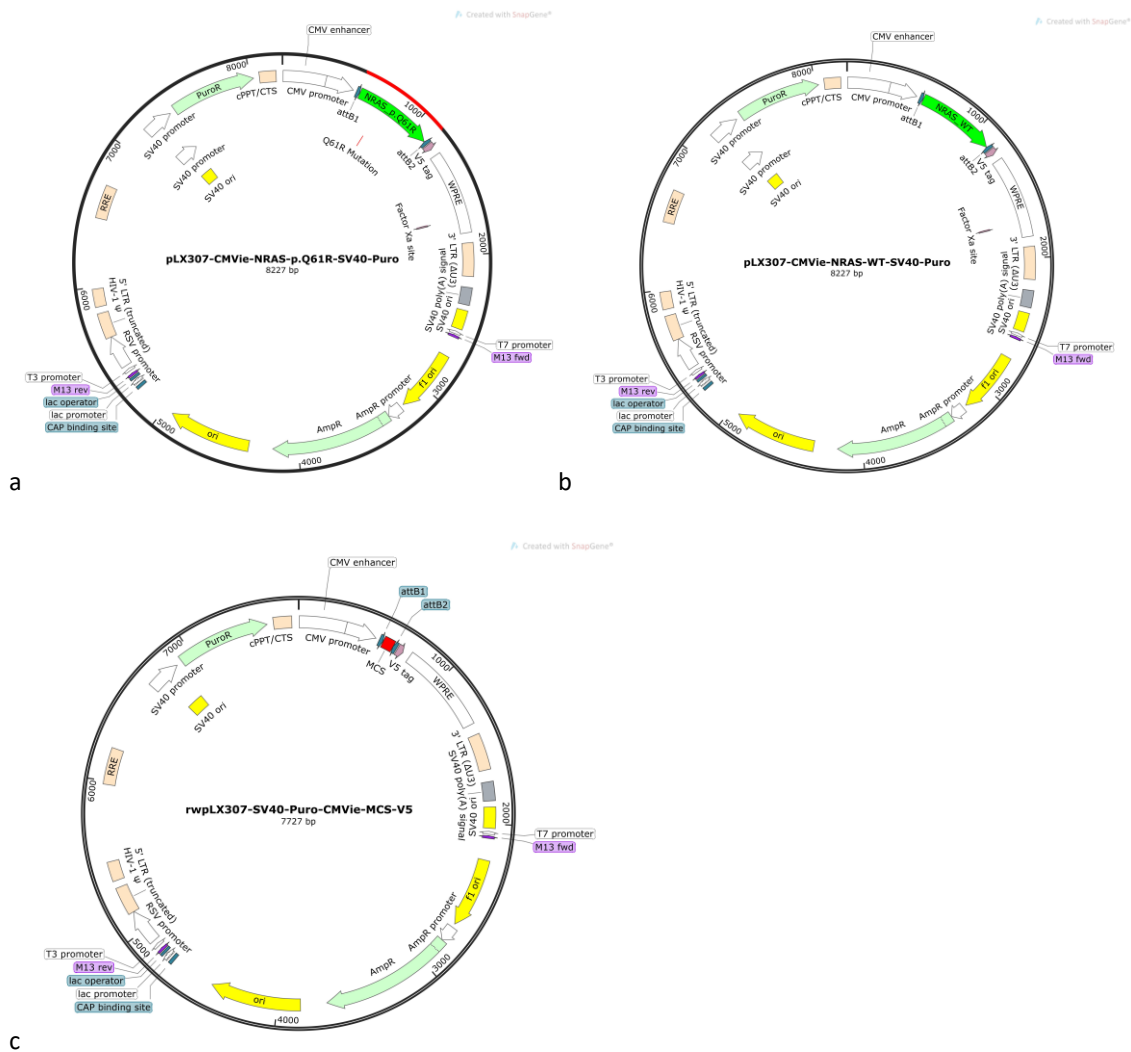 Created with SnapGene®
CMV enhancer
8000
PuroR
cPPT/CTS
CMV promoter
attB1
NRAS_p.Q61R
1000
attB2
V5 tag
Q61R Mutation
SV40 promoter
7000
SV40 promoter
SV40 ori
WPRE
RRE
Factor Xa site
2000
pLX307-CMVie-NRAS-p.Q61R-SV40-Puro
8227 bp
3' LTR (ΔU3)
SV40 poly(A) signal
SV40 ori
6000
5' LTR (truncated)
HIV-1 Ψ
RSV promoter
T7 promoter
M13 fwd
T3 promoter
M13 rev
lac operator
lac promoter
CAP binding site
f1 ori
3000
AmpR promoter
AmpR
ori
5000
4000
a
Created with SnapGene®
CMV enhancer
8000
PuroR
cPPT/CTS
CMV promoter
attB1
NRAS_WT
1000
attB2
V5 tag
SV40 promoter
7000
SV40 promoter
SV40 ori
WPRE
RRE
Factor Xa site
2000
pLX307-CMVie-NRAS-WT-SV40-Puro
8227 bp
3' LTR (ΔU3)
SV40 poly(A) signal
SV40 ori
6000
5' LTR (truncated)
HIV-1 Ψ
RSV promoter
T7 promoter
M13 fwd
T3 promoter
M13 rev
lac operator
lac promoter
CAP binding site
f1 ori
3000
AmpR promoter
AmpR
ori
5000
4000
b
Created with SnapGene®
CMV enhancer
attB1
attB2
7000
PuroR
cPPT/CTS
CMV promoter
MCS
V5 tag
1000
WPRE
SV40 promoter
SV40 ori
RRE
6000
3' LTR (ΔU3)
SV40 poly(A) signal
SV40 ori
2000
rwpLX307-SV40-Puro-CMVie-MCS-V5
7727 bp
T7 promoter
M13 fwd
5' LTR (truncated)
HIV-1 Ψ
RSV promoter
5000
T3 promoter
M13 rev
lac operator
lac promoter
CAP binding site
f1 ori
AmpR promoter
3000
AmpR
ori
4000
c